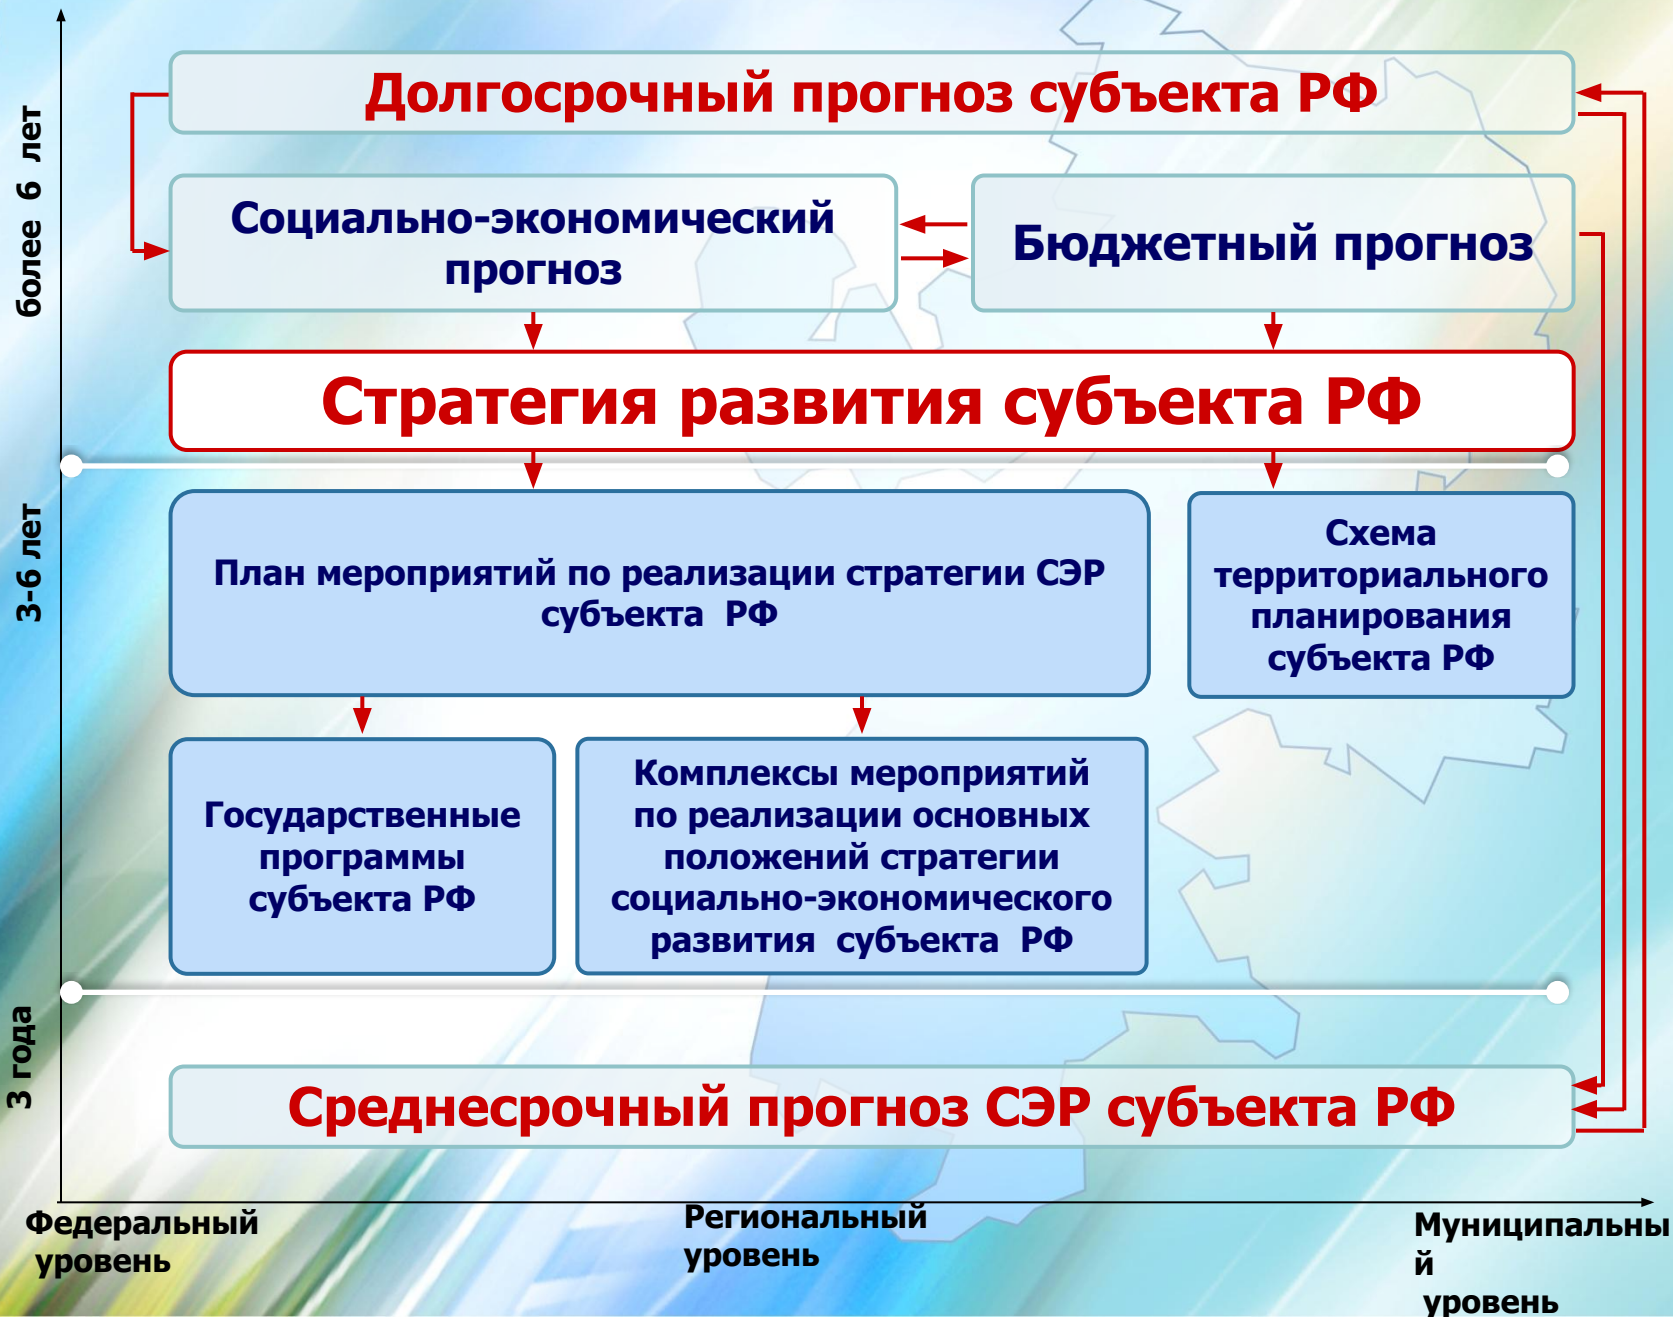 Долгосрочный прогноз субъекта РФ
более 6 лет
Социально-экономический
прогноз
Бюджетный прогноз
Стратегия развития субъекта РФ
3-6 лет
План мероприятий по реализации стратегии СЭР
субъекта РФ
Схема
территориального
планирования
субъекта РФ
Государственные
программы
субъекта РФ
Комплексы мероприятий
по реализации основных
положений стратегии
социально-экономического
развития субъекта РФ
3 года
Среднесрочный прогноз СЭР субъекта РФ
Федеральный
уровень
Региональный
уровень
Муниципальны
й
уровень